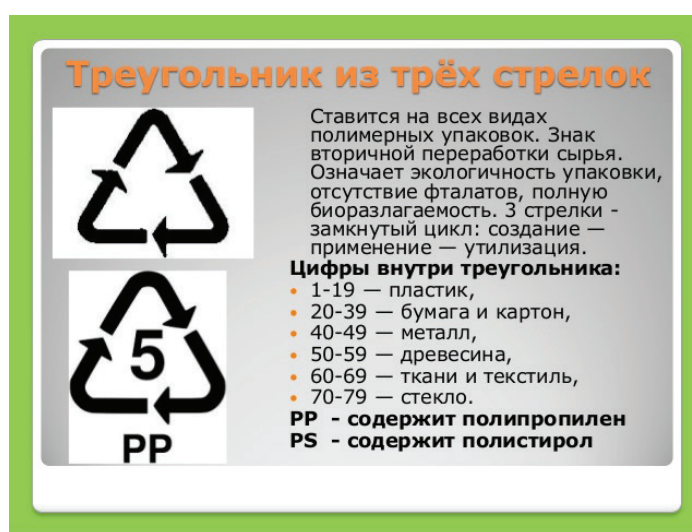 Треугольник из трёх стрелок
Ставится на всех видах
полимерных упаковок. Знак
вторичной переработки сырья.
Означает экологичность упаковки,
отсутствие фталатов, полную
биоразлагаемость. 3 стрелки -
замкнутый цикл: создание —
применение — утилизация.
Цифры внутри треугольника:
• 1-19 — пластик,
• 20-39 — бумага и картон,
• 40-49 — металл,
• 50-59 — древесина,
• 60-69 — ткани и текстиль,
• 70-79 — стекло.
PP - содержит полипропилен
PS - содержит полистирол
5
PP